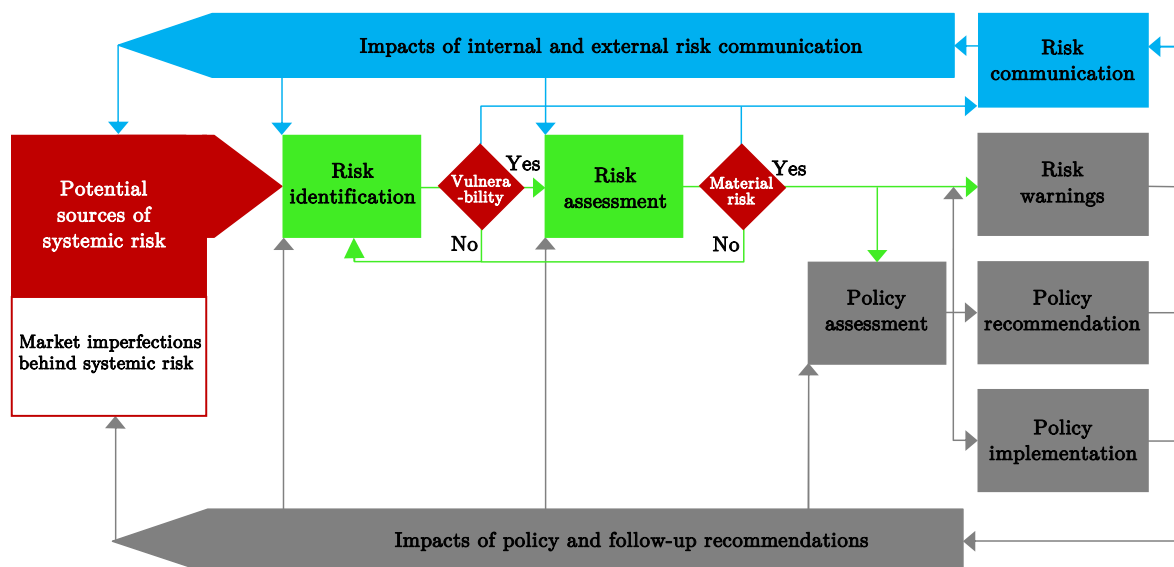 Impacts of internal and external risk communication
Risk
communication
Potential
sources of
systemic risk
Risk
identification
Vulnera
-bility
Yes
No
Risk
assessment
Material
risk
Yes
No
Risk
warnings
Policy
assessment
Policy
recommendation
Market imperfections
behind systemic risk
Policy
implementation
Impacts of policy and follow-up recommendations